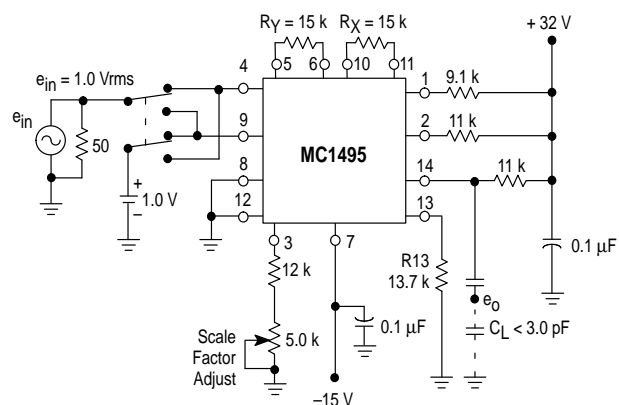 RY = 15 k
RX = 15 k
+ 32 V
ein = 1.0 Vrms
4
5
6
10
11
1
9.1 k
ein
50
9
2
11 k
MC1495
8
14
11 k
+
1.0 V
–
12
13
3
7
R13
13.7 k
0.1 µF
12 k
eo
CL < 3.0 pF
Scale
Factor
Adjust
5.0 k
0.1 µF
–15 V